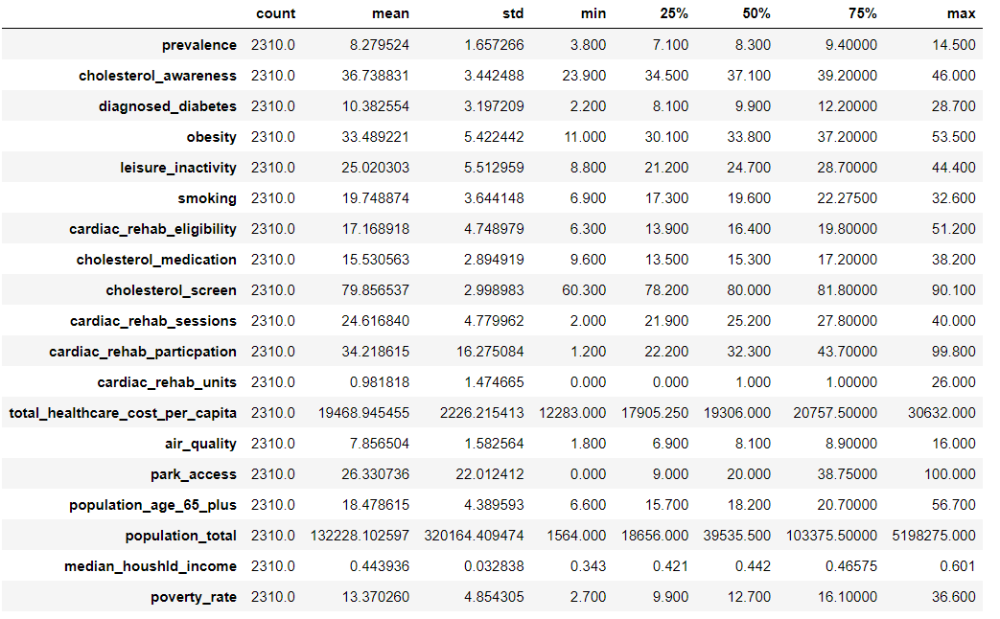 count mean std min 25% 50% 75% max
prevalence 2310.0 8.279524 1.657266 3.800 7.100 8.300 9.40000 14.500
cholesterol_awareness 2310.0 36.738831 3.442488 23.900 34.500 37.100 39.20000 46.000
diagnosed_diabetes 2310.0 10.382554 3.197209 2.200 8.100 9.900 12.20000 28.700
obesity 2310.0 33.489221 5.422442 11.000 30.100 33.800 37.20000 53.500
leisure_inactivity 2310.0 25.020303 5.512959 8.800 21.200 24.700 28.70000 44.400
smoking 2310.0 19.748874 3.644148 6.900 17.300 19.600 22.27500 32.600
cardiac_rehab_eligibility 2310.0 17.168918 4.748979 6.300 13.900 16.400 19.80000 51.200
cholesterol_medication 2310.0 15.530563 2.894919 9.600 13.500 15.300 17.20000 38.200
cholesterol_screen 2310.0 79.856537 2.998983 60.300 78.200 80.000 81.80000 90.100
cardiac_rehab_sessions 2310.0 24.616840 4.779962 2.000 21.900 25.200 27.80000 40.000
cardiac_rehab_particpation 2310.0 34.218615 16.275084 1.200 22.200 32.300 43.70000 99.800
cardiac_rehab_units 2310.0 0.981818 1.474665 0.000 0.000 1.000 1.00000 26.000
total_healthcare_cost_per_capita 2310.0 19468.945455 2226.215413 12283.000 17905.250 19306.000 20757.50000 30632.000
air_quality 2310.0 7.856504 1.582564 1.800 6.900 8.100 8.90000 16.000
park_access 2310.0 26.330736 22.012412 0.000 9.000 20.000 38.75000 100.000
population_age_65_plus 2310.0 18.478615 4.389593 6.600 15.700 18.200 20.70000 56.700
population_total 2310.0 132228.102597 320164.409474 1564.000 18656.000 39535.500 103375.50000 5198275.000
median_houshld_income 2310.0 0.443936 0.032838 0.343 0.421 0.442 0.46575 0.601
poverty_rate 2310.0 13.370260 4.854305 2.700 9.900 12.700 16.10000 36.600